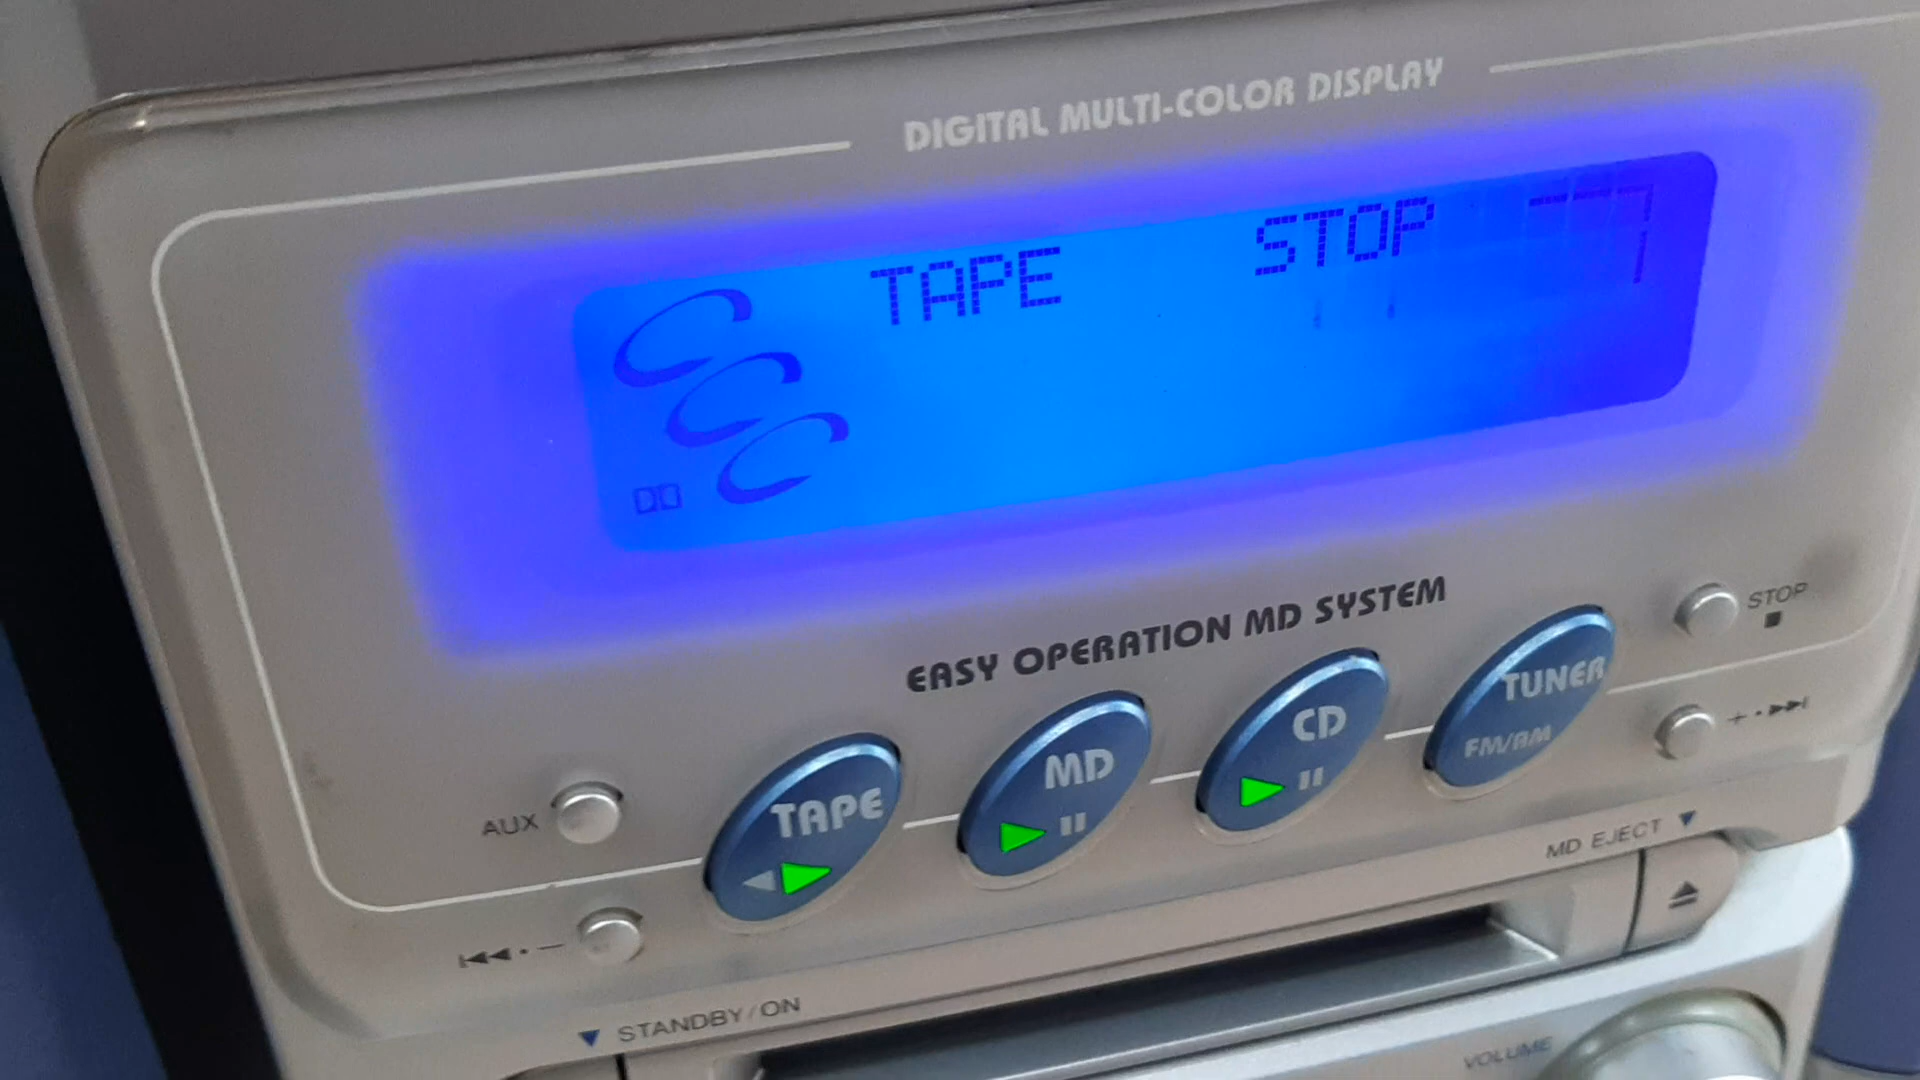 DIGITAL MULTI-COLOR DISPLAY
TAPE STOP
EASY OPERATION MD SYSTEM
STOP
TUNER
FM/AM
CD
MD
TAPE
AUX
MD EJECT
STANDBY/ON
VOLUME